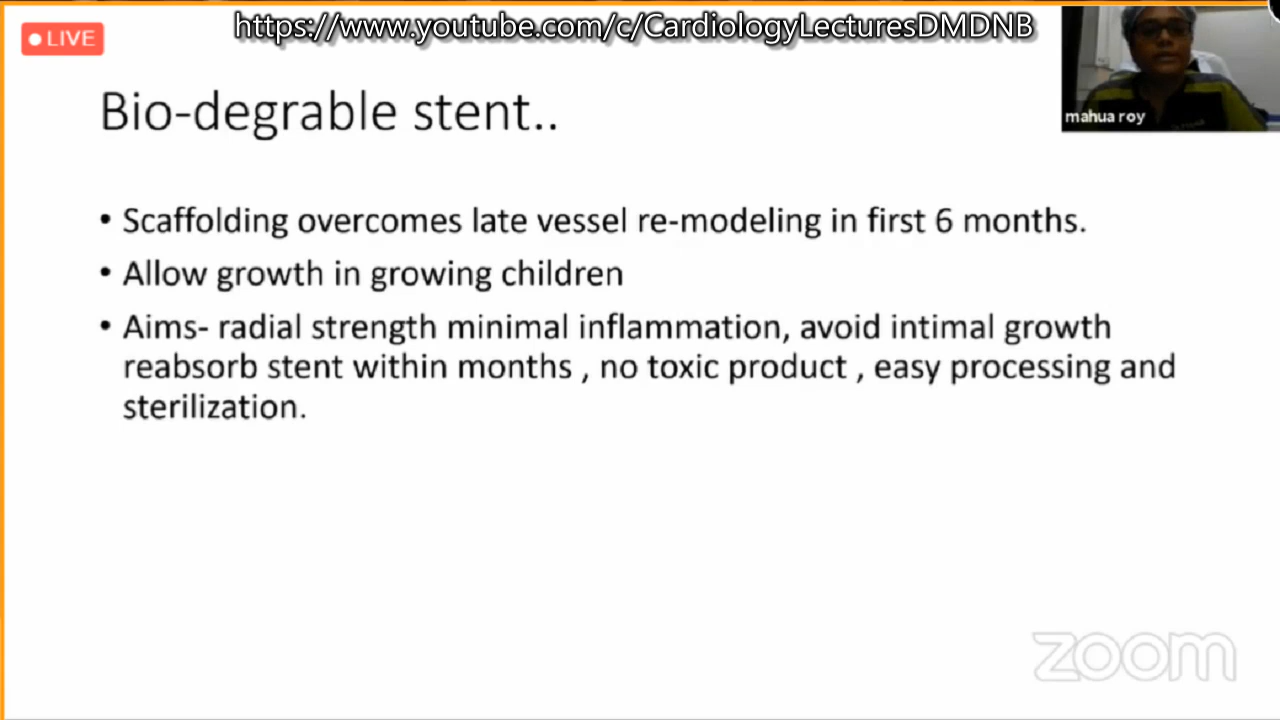 https://www.youtube.com/c/CardiologyLecturesDMDNB
LIVE
mahua roy
Bio-degrable stent..
• Scaffolding overcomes late vessel re-modeling in first 6 months.
• Allow growth in growing children
• Aims- radial strength minimal inflammation, avoid intimal growth
reabsorb stent within months , no toxic product , easy processing and
sterilization.
zoom